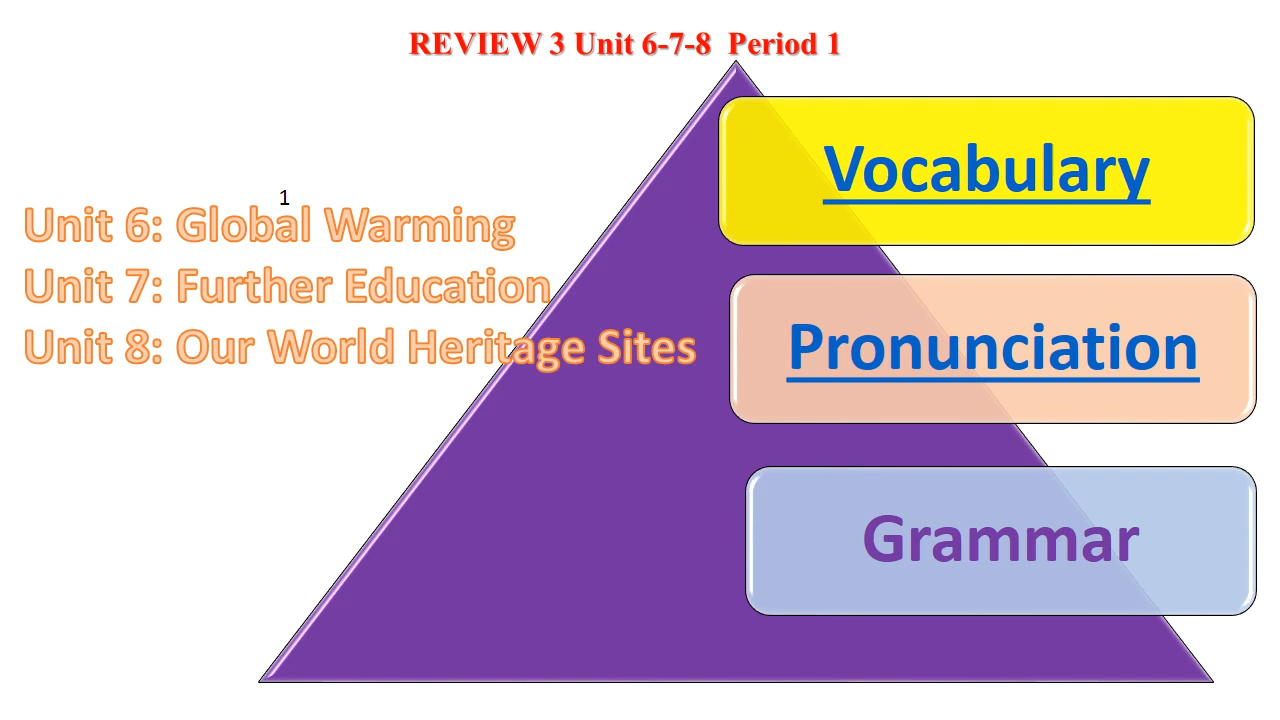 REVIEW 3 Unit 6-7-8 Period 1
1
Unit 6: Global Warming
Unit 7: Further Education
Unit 8: Our World Heritage Sites
Vocabulary
Pronunciation
Grammar